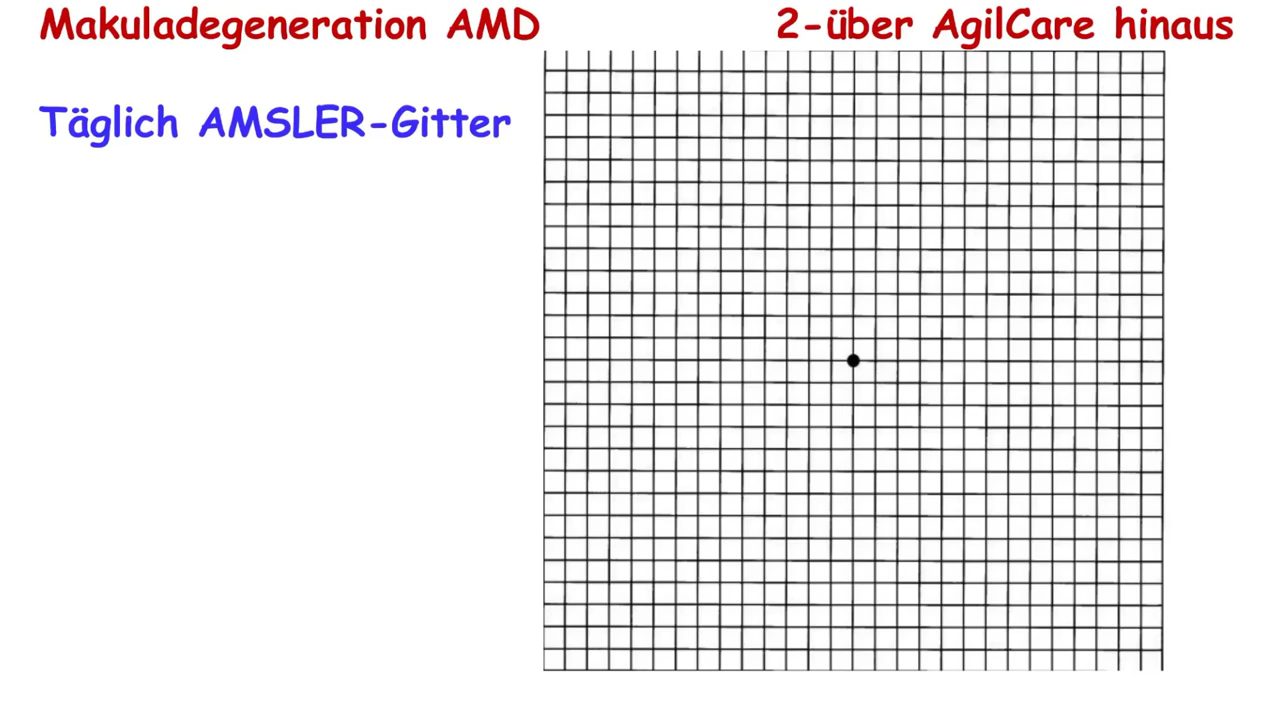 Makuladegeneration AMD
2-über AgilCare hinaus
Täglich AMSLER-Gitter